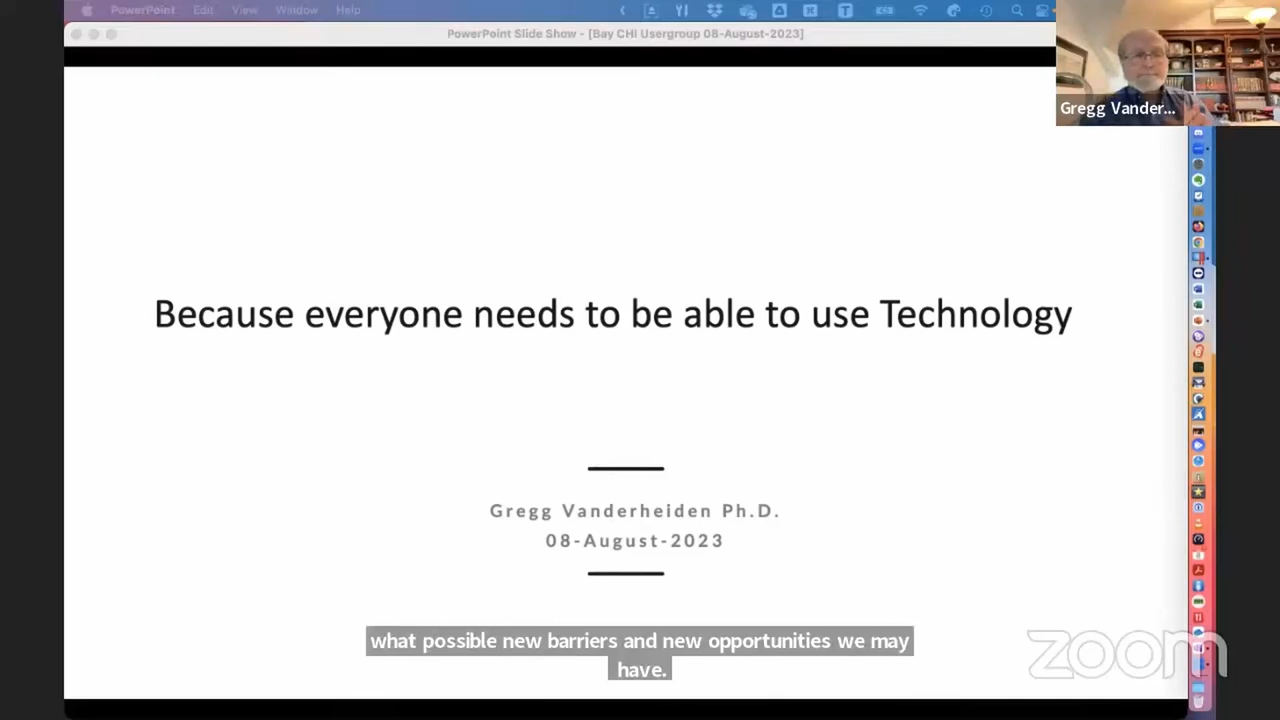 PowerPoint Edit View Window Help
PowerPoint Slide Show - [Bay CHI Usergroup 08-August-2023]
Gregg Vander...
Because everyone needs to be able to use Technology
Gregg Vanderheiden Ph.D.
08-August-2023
what possible new barriers and new opportunities we may
have.
zoom